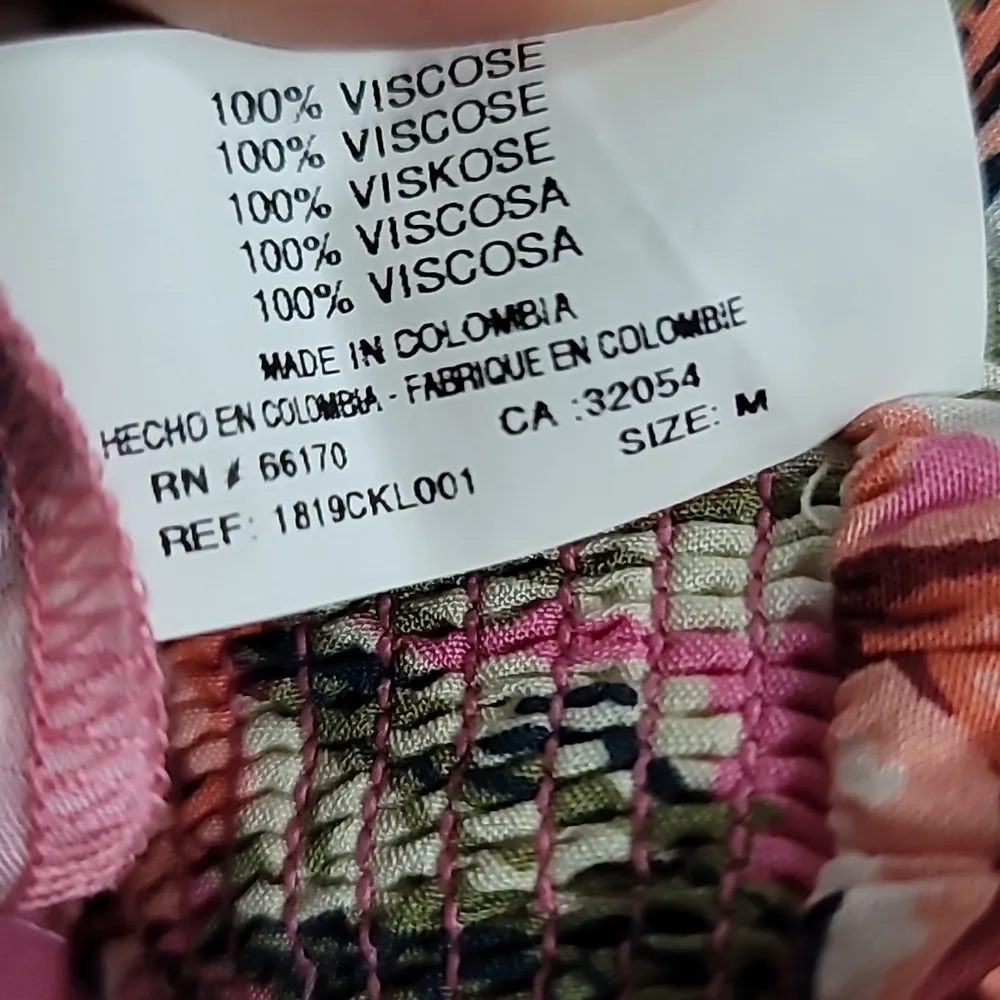 100% VISCOSE
100% VISCOSE
100% VISKOSE
100% VISCOSA
100% VISCOSA
MADE IN COLOMBIA
HECHO EN COLOMBIA - FABRIQUE EN COLOMBIE
RN # 66170 CA :32054
REF: 1819CKL001 SIZE: M